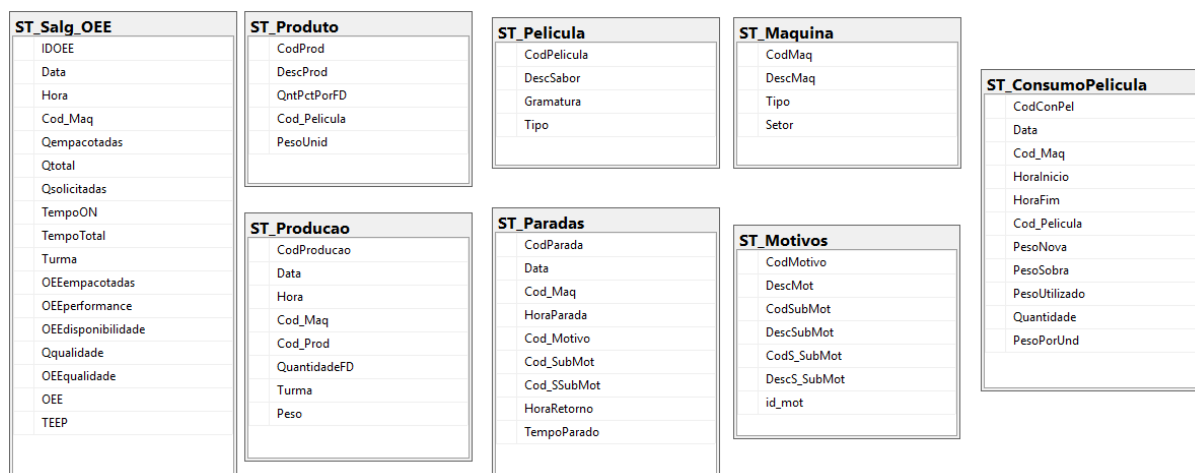 ST_Salg_OEE
IDOEE
Data
Hora
Cod_Maq
Qempacotadas
Qtotal
Qsolicitadas
TempoON
TempoTotal
Turma
OEEempacotadas
OEEperformance
OEEdisponibilidade
Qqualidade
OEEqualidade
OEE
TEEP
ST_Produto
CodProd
DescProd
QntPctPorFD
Cod_Pelicula
PesoUnid
ST_Producao
CodProducao
Data
Hora
Cod_Maq
Cod_Prod
QuantidadeFD
Turma
Peso
ST_Pelicula
CodPelicula
DescSabor
Gramatura
Tipo
ST_Paradas
CodParada
Data
Cod_Maq
HoraParada
Cod_Motivo
Cod_SubMot
Cod_SSubMot
HoraRetorno
TempoParado
ST_Maquina
CodMaq
DescMaq
Tipo
Setor
ST_Motivos
CodMotivo
DescMot
CodSubMot
DescSubMot
CodS_SubMot
DescS_SubMot
id_mot
ST_ConsumoPelicula
CodConPel
Data
Cod_Maq
HoraInicio
HoraFim
Cod_Pelicula
PesoNova
PesoSobra
PesoUtilizado
Quantidade
PesoPorUnd